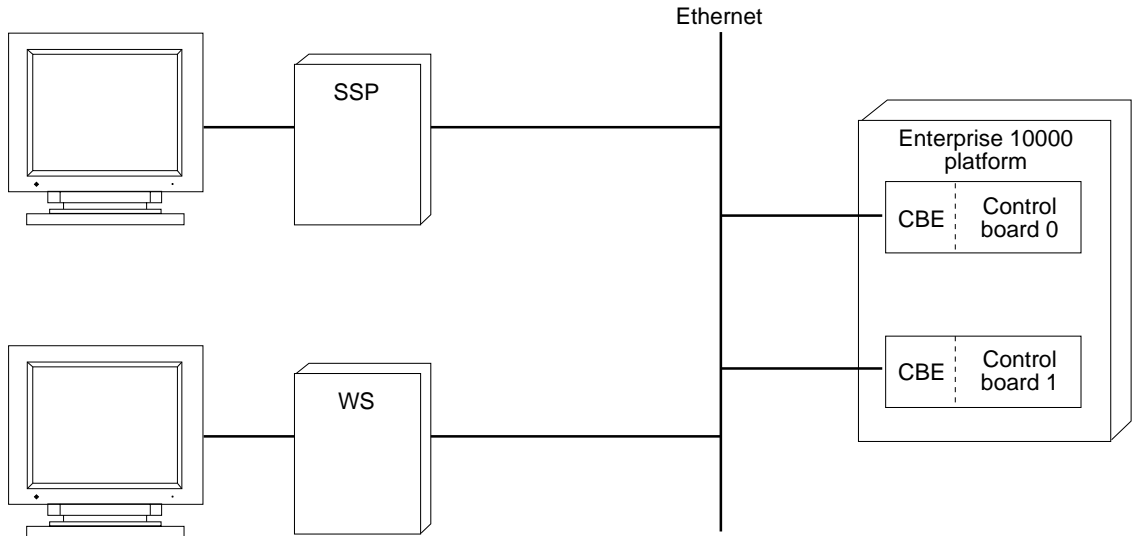 Ethernet
SSP
Enterprise 10000
platform
CBE
Control
board 0
WS
CBE
Control
board 1